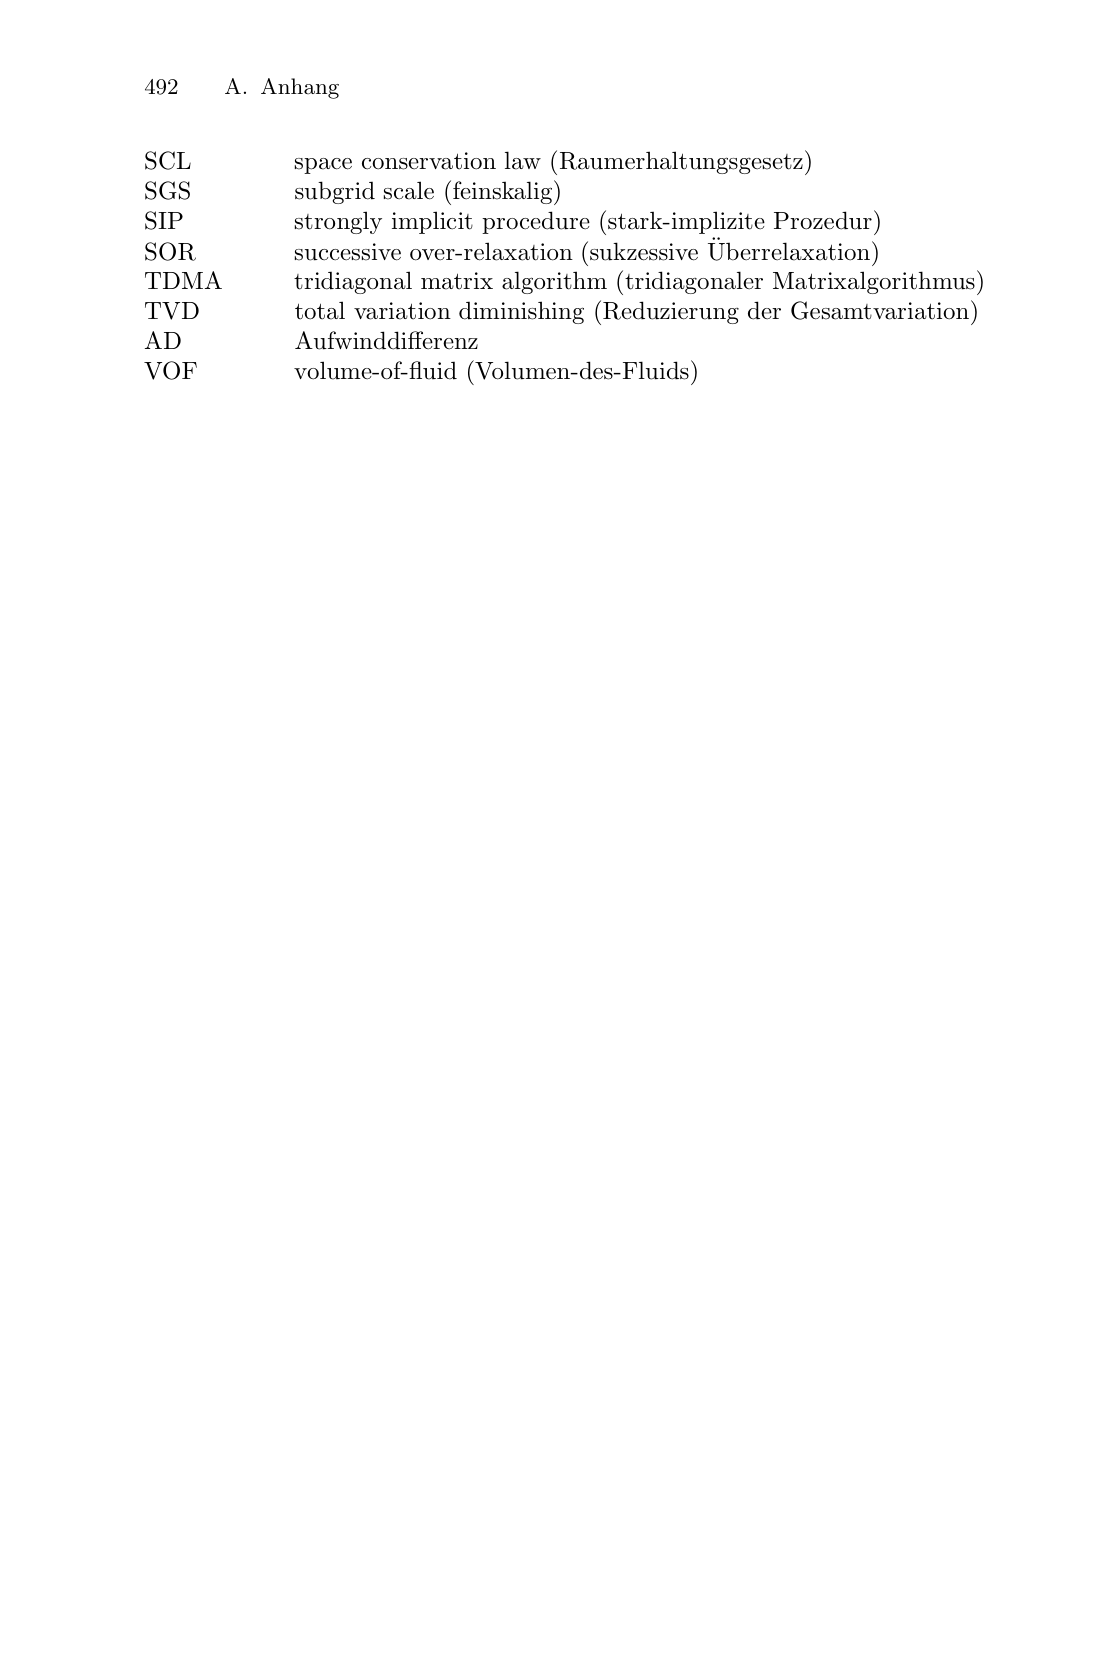 492 A. Anhang
SCL space conservation law (Raumerhaltungsgesetz)
SGS subgrid scale (feinskalig)
SIP strongly implicit procedure (stark-implizite Prozedur)
SOR successive over-relaxation (sukzessive Überrelaxation)
TDMA tridiagonal matrix algorithm (tridiagonaler Matrixalgorithmus)
TVD total variation diminishing (Reduzierung der Gesamtvariation)
AD Aufwinddifferenz
VOF volume-of-fluid (Volumen-des-Fluids)